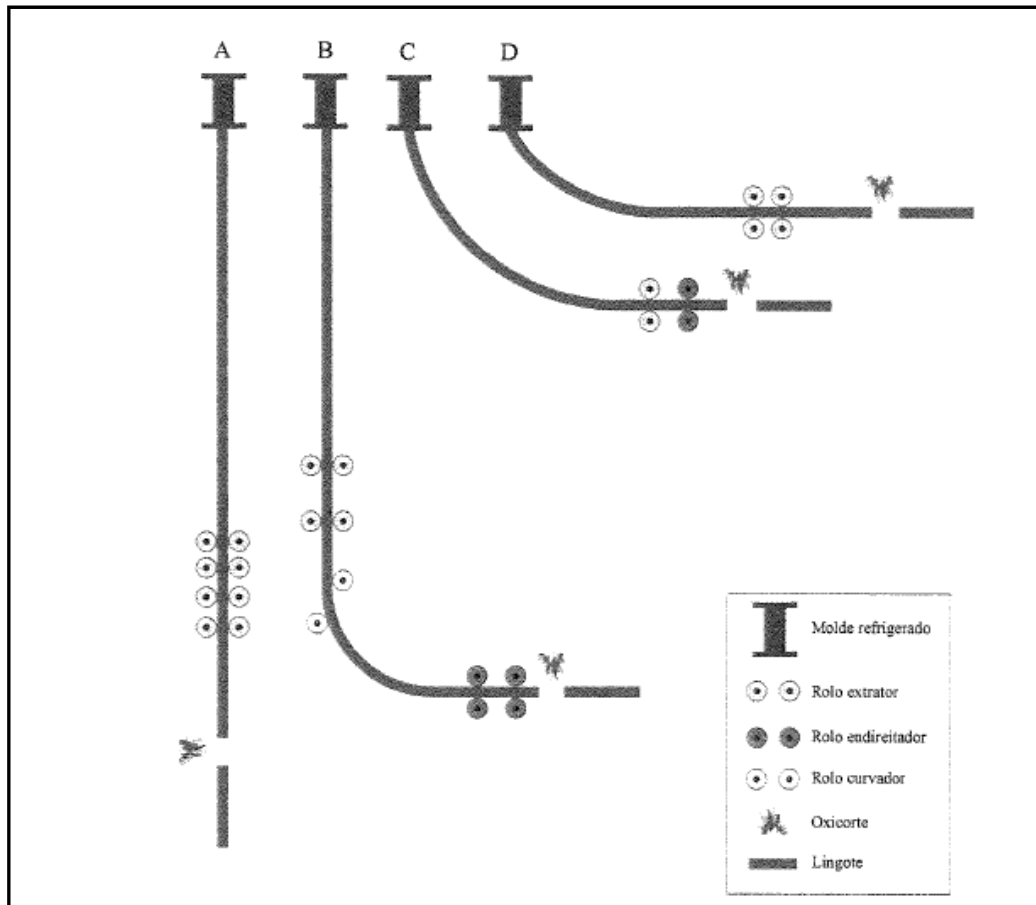 A B C D
Molde refrigerado
Rolo extrator
Rolo endireitador
Rolo curvador
Oxicorte
Lingote